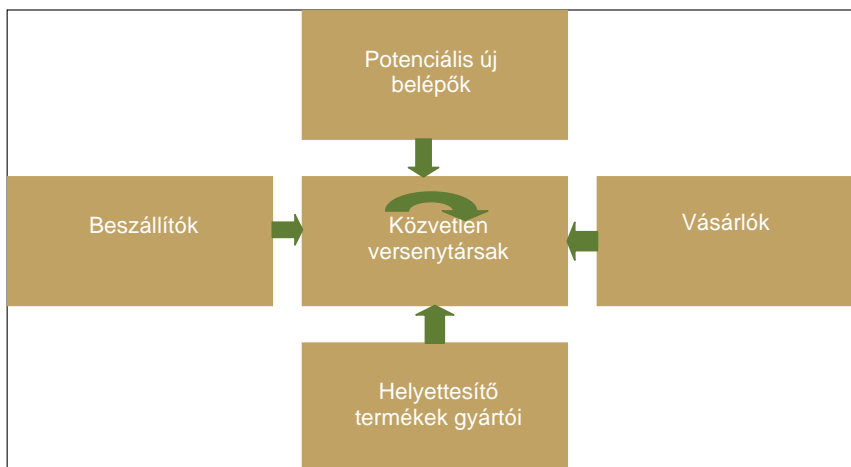 Potenciális új
belépők
Beszállítók
Közvetlen
versenytársak
Vásárlók
Helyettesítő
termékek gyártói